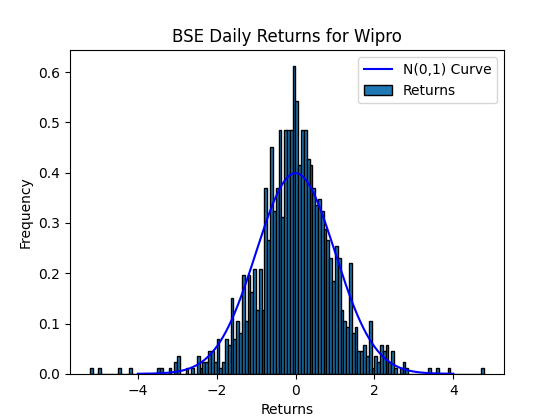 BSE Daily Returns for Wipro
N(0,1) Curve
Returns
Frequency
0.6
0.5
0.4
0.3
0.2
0.1
0.0
−4
−2
0
2
4
Returns